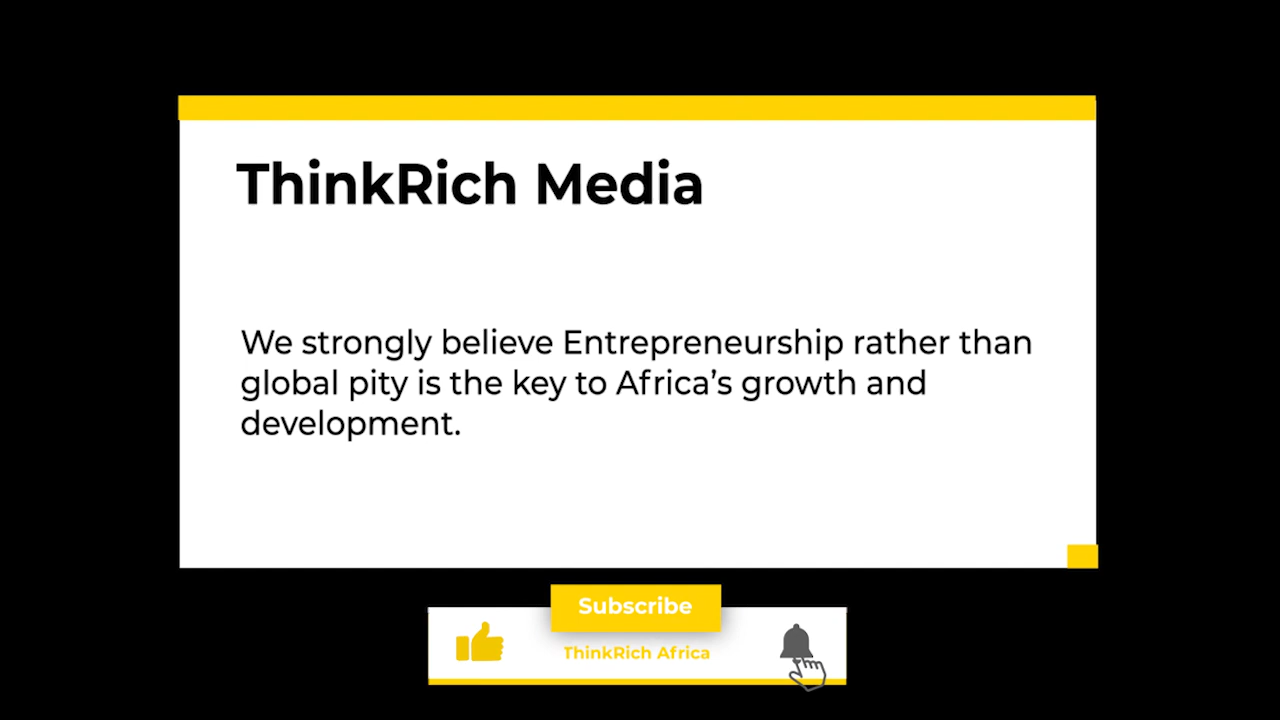 ThinkRich Media
We strongly believe Entrepreneurship rather than
global pity is the key to Africa’s growth and
development.
Subscribe
ThinkRich Africa